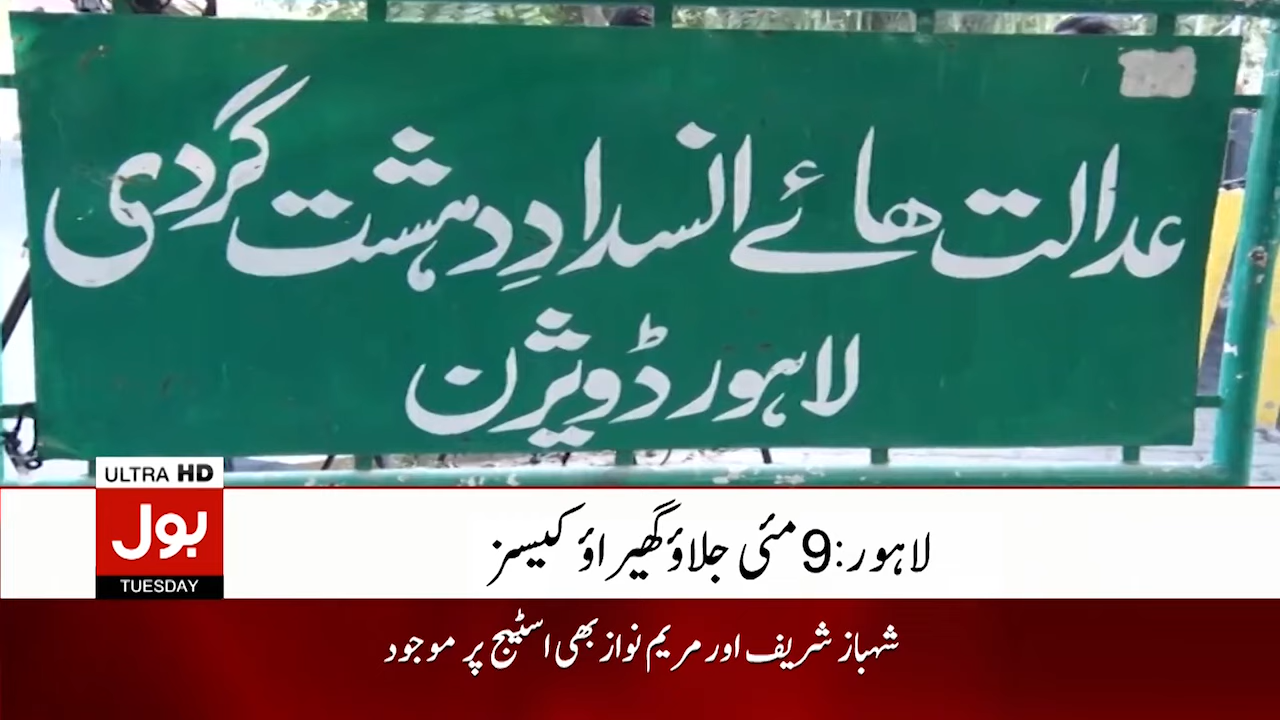 عدالت ھائے انسدادِ دہشت گردی
لاہور ڈویژن
ULTRA HD
بول
TUESDAY
لاہور:9 مئی جلاؤ گھیراؤ کیسز
شہباز شریف اور مریم نواز بھی اسٹیج پر موجود